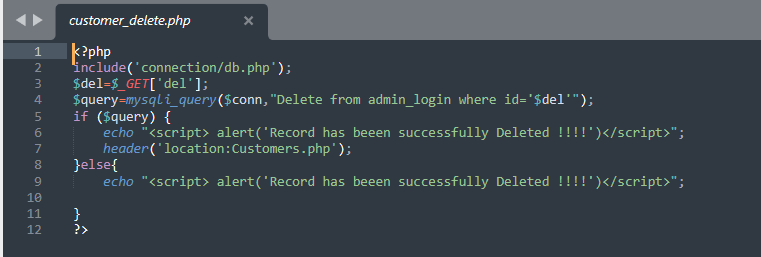 customer_delete.php
1 <?php
2 include('connection/db.php');
3 $del=$_GET['del'];
4 $query=mysqli_query($conn,"Delete from admin_login where id='$del'");
5 if ($query) {
6 echo "<script> alert('Record has beeen successfully Deleted !!!!')</script>";
7 header('location:Customers.php');
8 }else{
9 echo "<script> alert('Record has beeen successfully Deleted !!!!')</script>";
10
11 }
12 ?>